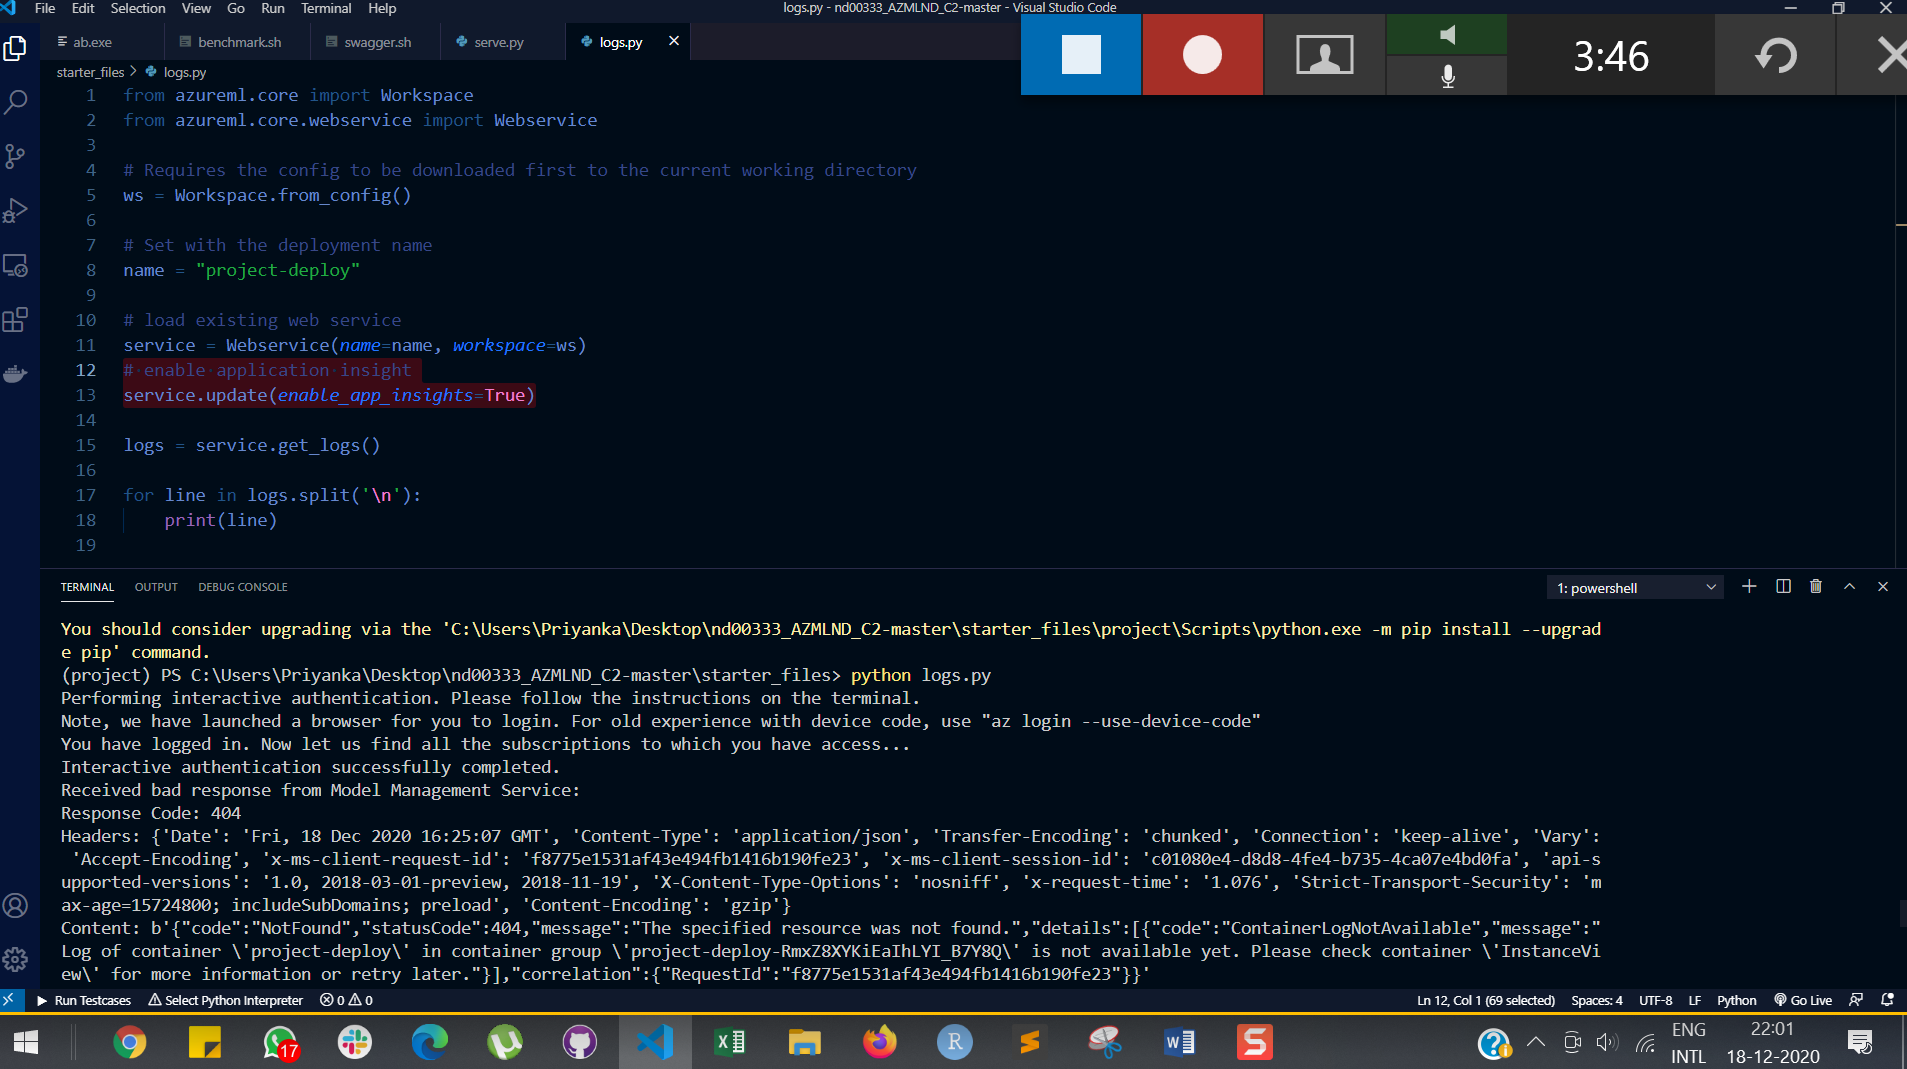 File Edit Selection View Go Run Terminal Help
logs.py - nd00333_AZMLND_C2-master - Visual Studio Code
ab.exe benchmark.sh swagger.sh serve.py logs.py
3:46
starter_files > logs.py
1 from azureml.core import Workspace
2 from azureml.core.webservice import Webservice
3
4 # Requires the config to be downloaded first to the current working directory
5 ws = Workspace.from_config()
6
7 # Set with the deployment name
8 name = "project-deploy"
9
10 # load existing web service
11 service = Webservice(name=name, workspace=ws)
12 # enable application insight
13 service.update(enable_app_insights=True)
14
15 logs = service.get_logs()
16
17 for line in logs.split('\n'):
18 print(line)
19
TERMINAL OUTPUT DEBUG CONSOLE
1: powershell
You should consider upgrading via the 'C:\Users\Priyanka\Desktop\nd00333_AZMLND_C2-master\starter_files\project\Scripts\python.exe -m pip install --upgrad
e pip' command.
(project) PS C:\Users\Priyanka\Desktop\nd00333_AZMLND_C2-master\starter_files> python logs.py
Performing interactive authentication. Please follow the instructions on the terminal.
Note, we have launched a browser for you to login. For old experience with device code, use "az login --use-device-code"
You have logged in. Now let us find all the subscriptions to which you have access...
Interactive authentication successfully completed.
Received bad response from Model Management Service:
Response Code: 404
Headers: {'Date': 'Fri, 18 Dec 2020 16:25:07 GMT', 'Content-Type': 'application/json', 'Transfer-Encoding': 'chunked', 'Connection': 'keep-alive', 'Vary':
'Accept-Encoding', 'x-ms-client-request-id': 'f8775e1531af43e494fb1416b190fe23', 'x-ms-client-session-id': 'c01080e4-d8d8-4fe4-b735-4ca07e4bd0fa', 'api-s
upported-versions': '1.0, 2018-03-01-preview, 2018-11-19', 'X-Content-Type-Options': 'nosniff', 'x-request-time': '1.076', 'Strict-Transport-Security': 'm
ax-age=15724800; includeSubDomains; preload', 'Content-Encoding': 'gzip'}
Content: b'{"code":"NotFound","statusCode":404,"message":"The specified resource was not found.","details":[{"code":"ContainerLogNotAvailable","message":"
Log of container \'project-deploy\' in container group \'project-deploy-RmxZ8XYKiEaIhLYI_B7Y8Q\' is not available yet. Please check container \'InstanceVi
ew\' for more information or retry later."}],"correlation":{"RequestId":"f8775e1531af43e494fb1416b190fe23"}}'
Run Testcases Select Python Interpreter 0 0 Ln 12, Col 1 (69 selected) Spaces: 4 UTF-8 LF Python Go Live
17
ENG 22:01
INTL 18-12-2020